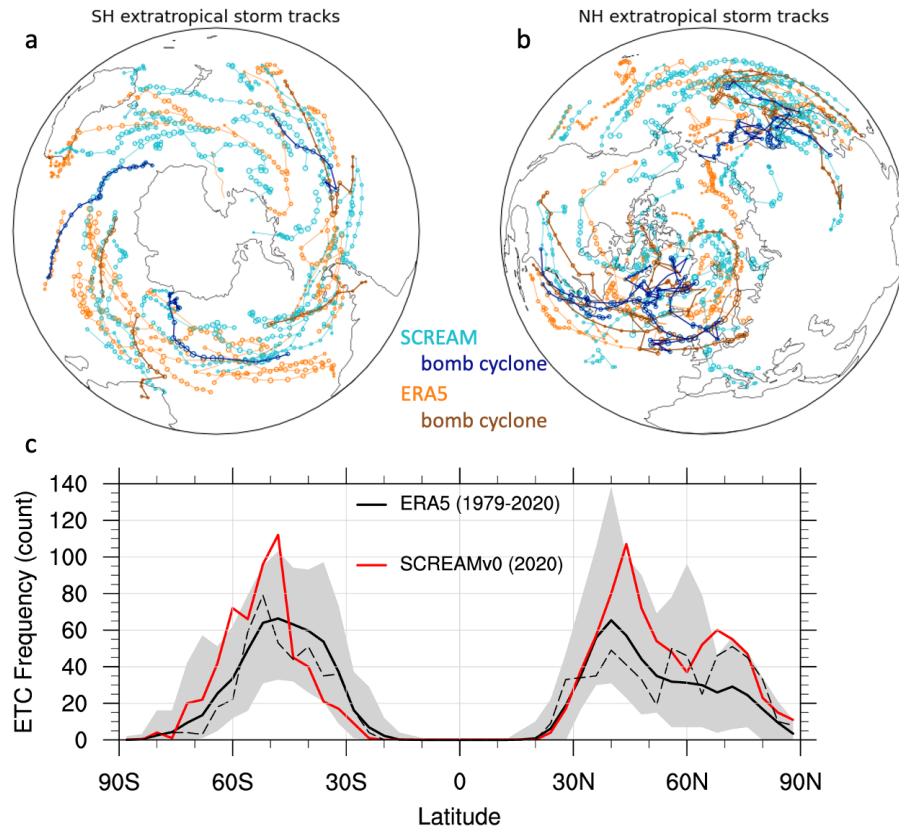 SH extratropical storm tracks
NH extratropical storm tracks
a
b
SCREAM
bomb cyclone
ERA5
bomb cyclone
c
ETC Frequency (count)
140
120
100
80
60
40
20
0
ERA5 (1979-2020)
SCREAMv0 (2020)
90S
60S
30S
0
30N
60N
90N
Latitude